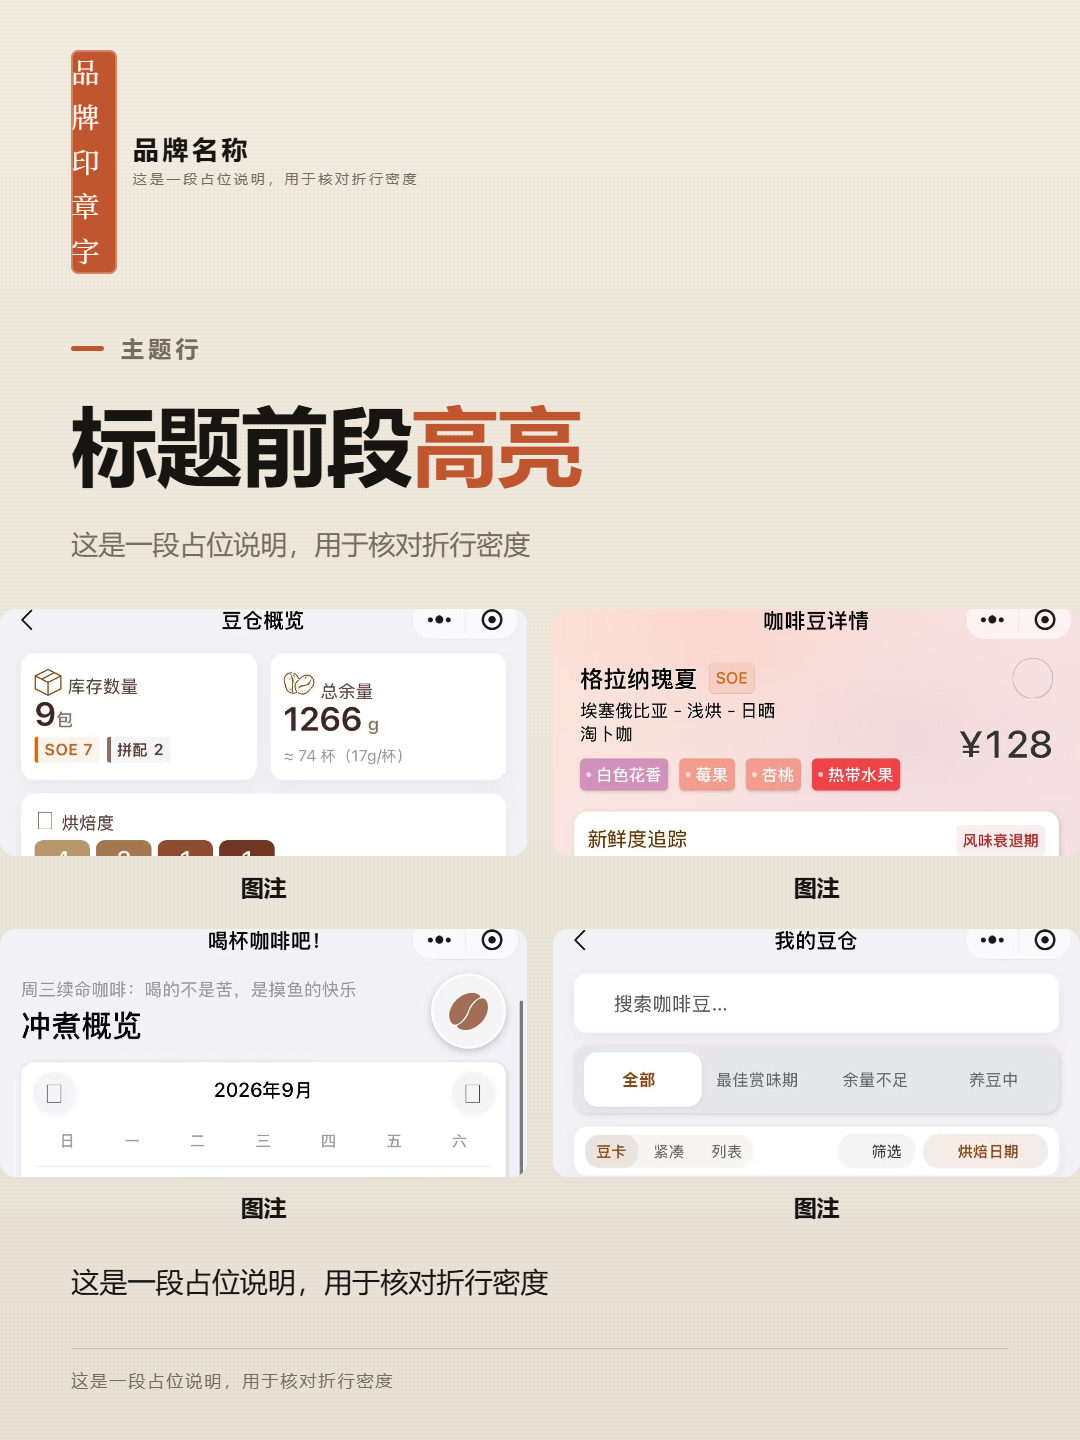 品牌印章字
品牌名称
这是一段占位说明，用于核对折行密度
主题行
标题前段高亮
这是一段占位说明，用于核对折行密度
豆仓概览
库存数量
9包
SOE 7 拼配 2
总余量
1266 g
≈ 74 杯（17g/杯）
烘焙度
咖啡豆详情
格拉纳瑰夏 SOE
埃塞俄比亚 - 浅烘 - 日晒
淘卜咖
¥128
白色花香 莓果 杏桃 热带水果
新鲜度追踪 风味衰退期
图注 图注
喝杯咖啡吧！
周三续命咖啡：喝的不是苦，是摸鱼的快乐
冲煮概览
2026年9月
日 一 二 三 四 五 六
我的豆仓
搜索咖啡豆...
全部 最佳赏味期 余量不足 养豆中
豆卡 紧凑 列表 筛选 烘焙日期
图注 图注
这是一段占位说明，用于核对折行密度
这是一段占位说明，用于核对折行密度